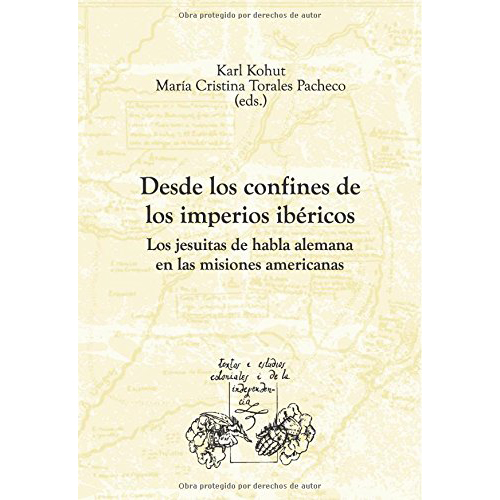 Obra protegido por derechos de autor
Karl Kohut
María Cristina Torales Pacheco
(eds.)
Desde los confines de
los imperios ibéricos
Los jesuitas de habla alemana
en las misiones americanas
textos e estudios
coloniales i de la
independen-
cia
Obra protegido por derechos de autor